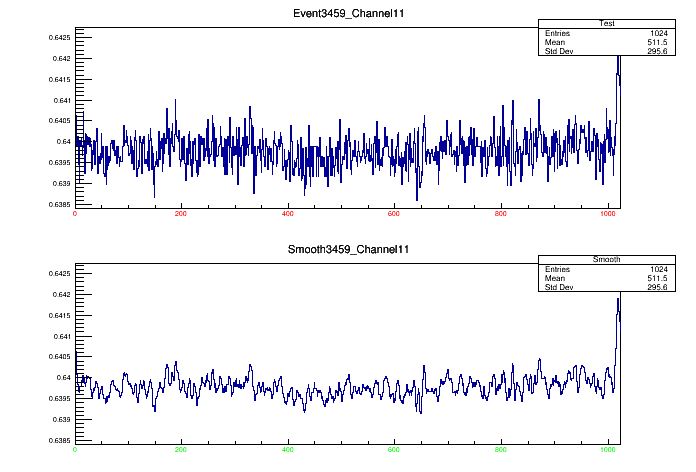 Event3459_Channel11
Test
Entries 1024
Mean 511.5
Std Dev 295.6
0.6425
0.642
0.6415
0.641
0.6405
0.64
0.6395
0.639
0.6385
0 200 400 600 800 1000
Smooth3459_Channel11
Smooth
Entries 1024
Mean 511.5
Std Dev 295.6
0.6425
0.642
0.6415
0.641
0.6405
0.64
0.6395
0.639
0.6385
0 200 400 600 800 1000